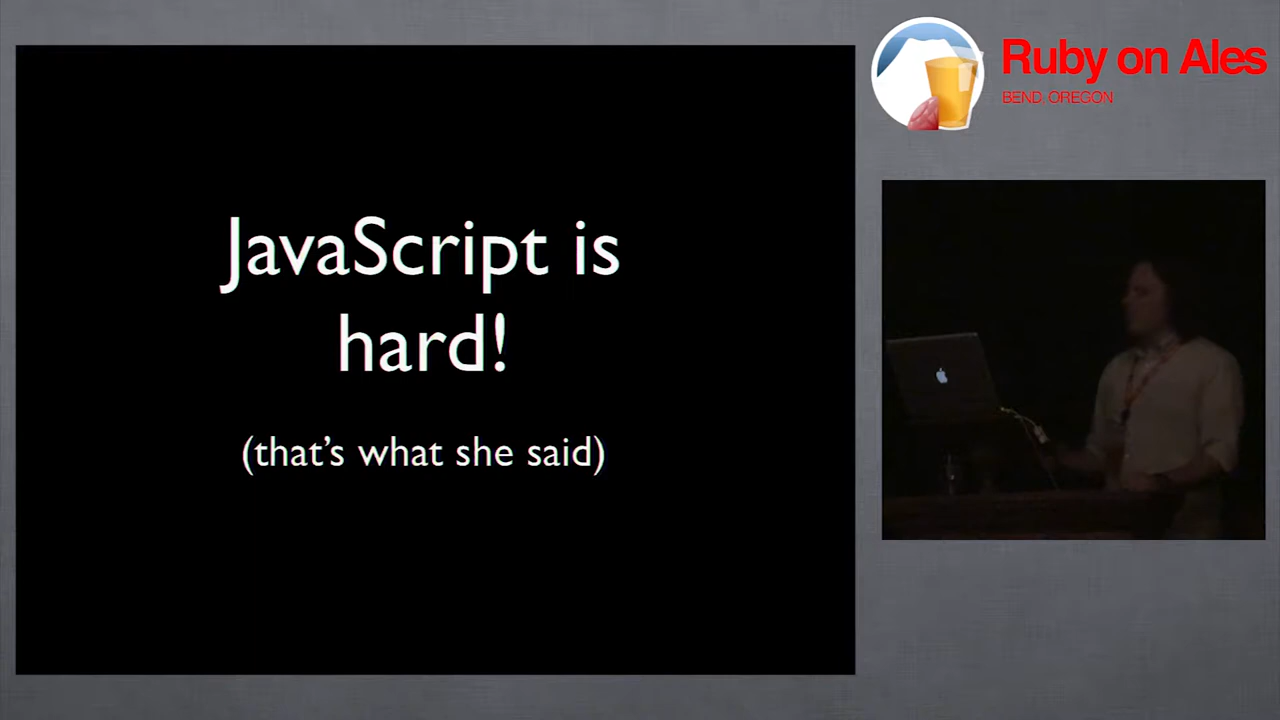 JavaScript is
hard!
(that's what she said)
Ruby on Ales
BEND, OREGON